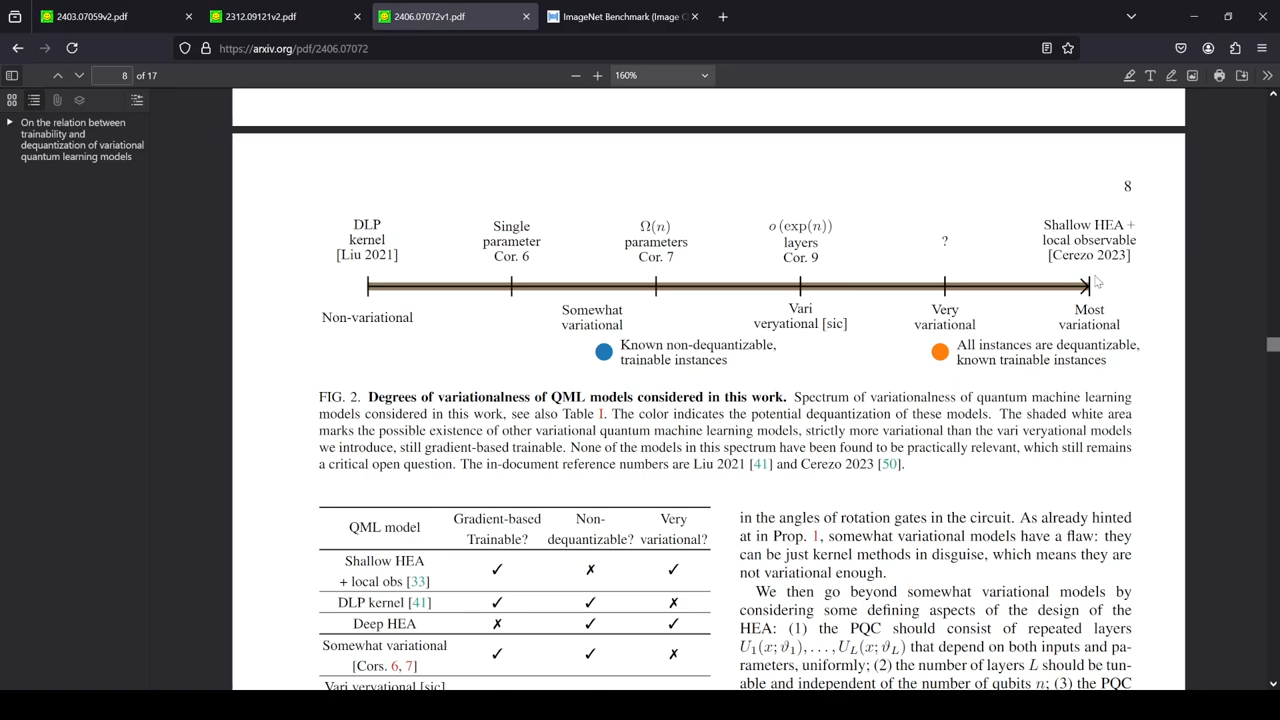 2403.07059v2.pdf
2312.09121v2.pdf
2406.07072v1.pdf
ImageNet Benchmark (Image C
https://arxiv.org/pdf/2406.07072
8 of 17
160%
On the relation between
trainability and
dequantization of variational
quantum learning models
8
DLP
kernel
[Liu 2021]
Single
parameter
Cor. 6
Ω(n)
parameters
Cor. 7
o(exp(n))
layers
Cor. 9
?
Shallow HEA +
local observable
[Cerezo 2023]
Non-variational
Somewhat
variational
Vari
veryational [sic]
Very
variational
Most
variational
Known non-dequantizable,
trainable instances
All instances are dequantizable,
known trainable instances
FIG. 2. Degrees of variationalness of QML models considered in this work. Spectrum of variationalness of quantum machine learning
models considered in this work, see also Table I. The color indicates the potential dequantization of these models. The shaded white area
marks the possible existence of other variational quantum machine learning models, strictly more variational than the vari veryational models
we introduce, still gradient-based trainable. None of the models in this spectrum have been found to be practically relevant, which still remains
a critical open question. The in-document reference numbers are Liu 2021 [41] and Cerezo 2023 [50].
QML model
Gradient-based
Trainable?
Non-
dequantizable?
Very
variational?
Shallow HEA
+ local obs [33]
✓ ✗ ✓
DLP kernel [41] ✓ ✓ ✗
Deep HEA ✗ ✓ ✓
Somewhat variational
[Cors. 6, 7]
✓ ✓ ✗
Vari veryational [sic]
in the angles of rotation gates in the circuit. As already hinted
at in Prop. 1, somewhat variational models have a flaw: they
can be just kernel methods in disguise, which means they are
not variational enough.
We then go beyond somewhat variational models by
considering some defining aspects of the design of the
HEA: (1) the PQC should consist of repeated layers
U₁(x; ϑ₁), . . . , U_L(x; ϑ_L) that depend on both inputs and pa-
rameters, uniformly; (2) the number of layers L should be tun-
able and independent of the number of qubits n; (3) the PQC